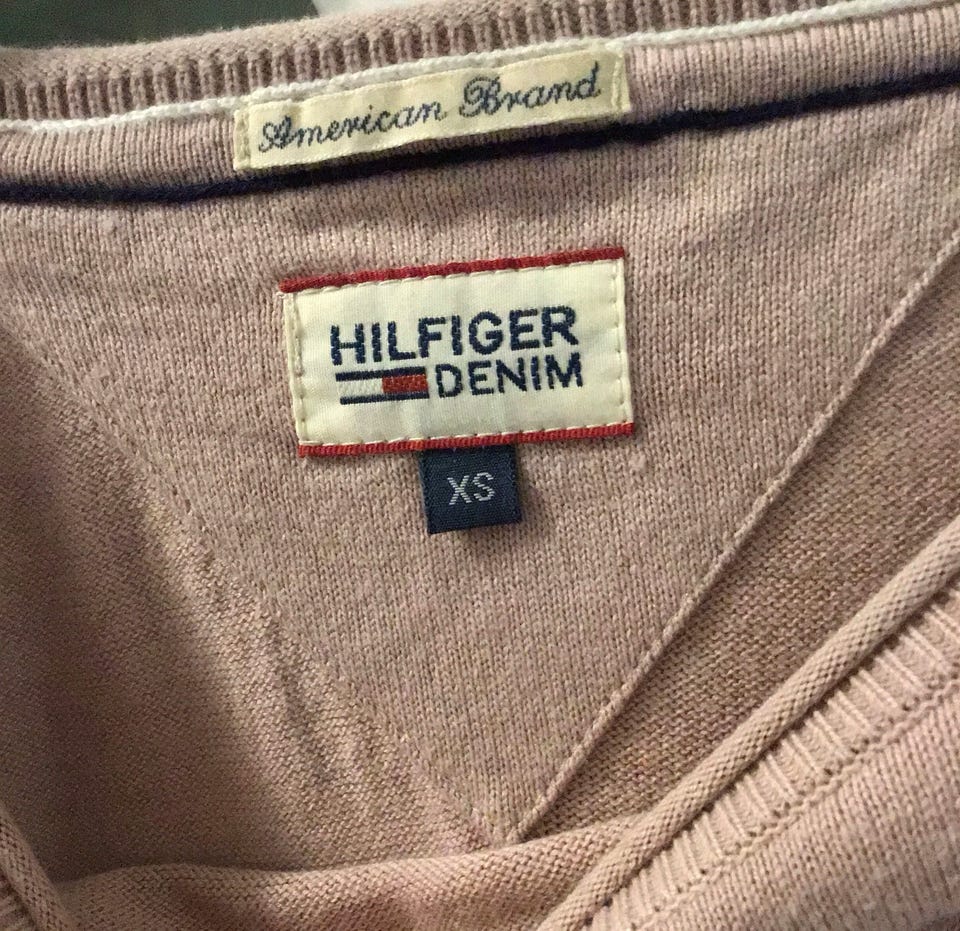 American Brand
HILFIGER
DENIM
XS